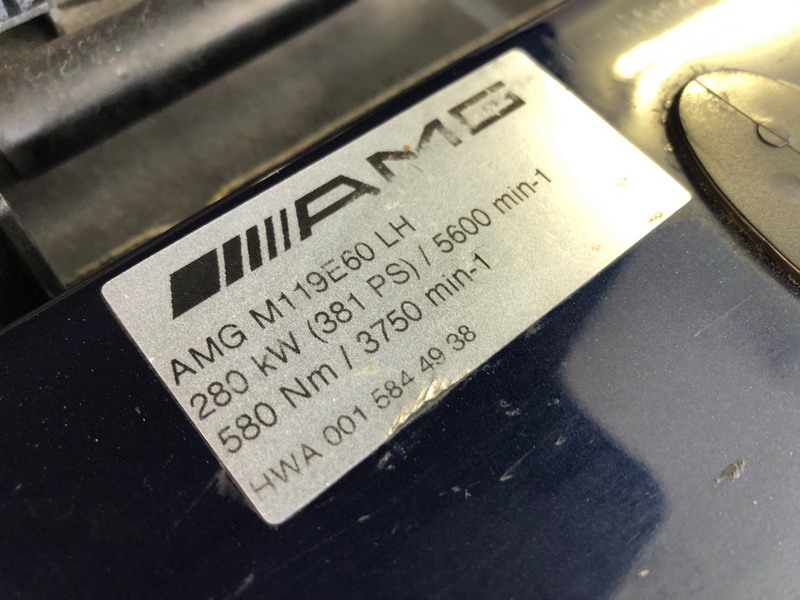 AMG
AMG M119E60 LH
280 kW (381 PS) / 5600 min-1
580 Nm / 3750 min-1
HWA 001 584 49 38